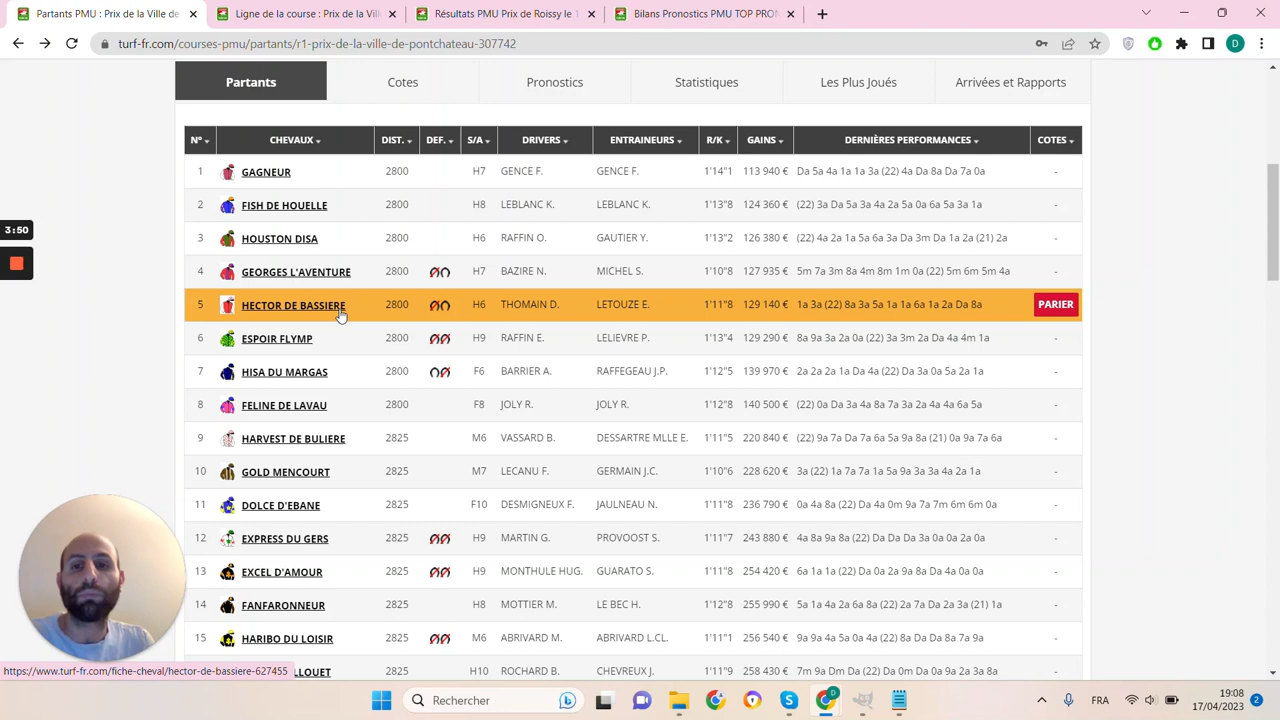 Partants PMU : Prix de la Ville de
Ligne de la course : Prix de la Vill
Résultats PMU Prix de Roissy le 1
Bilans Pronostics PMU TOP PRON
turf-fr.com/courses-pmu/partants/r1-prix-de-la-ville-de-pontchateau-307742
D
Partants Cotes Pronostics Statistiques Les Plus Joués Arrivées et Rapports
N° CHEVAUX DIST. DEF. S/A DRIVERS ENTRAINEURS R/K GAINS DERNIÈRES PERFORMANCES COTES
1 GAGNEUR 2800 H7 GENCE F. GENCE F. 1'14"1 113 940 € Da 5a 4a 1a 1a 3a (22) 4a Da 8a Da 7a 0a -
2 FISH DE HOUELLE 2800 H8 LEBLANC K. LEBLANC K. 1'13"8 124 360 € (22) 3a Da 5a 3a 4a 2a 5a 0a 0a 5a 3a 1a -
3 HOUSTON DISA 2800 H6 RAFFIN O. GAUTIER Y. 1'13"2 126 380 € (22) 4a 2a 1a 5a 6a 3a Da 3m Da 1a 2a (21) 2a -
3:50
4 GEORGES L'AVENTURE 2800 H7 BAZIRE N. MICHEL S. 1'10"8 127 935 € 5m 7a 3m 8a 4m 8m 1m 0a (22) 5m 6m 5m 4a -
5 HECTOR DE BASSIERE 2800 H6 THOMAIN D. LETOUZE E. 1'11"8 129 140 € 1a 3a (22) 8a 3a 5a 1a 1a 6a 1a 2a Da 8a PARIER
6 ESPOIR FLYMP 2800 H9 RAFFIN E. LELIEVRE P. 1'13"4 129 290 € 8a 9a 3a 2a 0a (22) 3a 3m 2a Da 4a 4m 1a -
7 HISA DU MARGAS 2800 F6 BARRIER A. RAFFEGEAU J.P. 1'12"5 139 970 € 2a 2a 2a 1a Da 4a (22) Da 3a 0a 5a 2a 1a -
8 FELINE DE LAVAU 2800 F8 JOLY R. JOLY R. 1'12"8 140 500 € (22) 0a Da 3a 4a 8a 7a 3a 2a 4a 4a 6a 5a -
9 HARVEST DE BULIERE 2825 M6 VASSARD B. DESSARTRE MLLE E. 1'11"5 220 840 € (22) 9a 7a Da 7a 6a 5a 9a 8a (21) 0a 9a 7a 6a -
10 GOLD MENCOURT 2825 M7 LECANU F. GERMAIN J.C. 1'10"6 228 620 € 3a (22) 1a 7a 7a 1a 5a 9a 3a 3a 4a 2a 1a -
11 DOLCE D'EBANE 2825 F10 DESMIGNEUX F. JAULNEAU N. 1'11"8 236 790 € 0a 4a 8a (22) Da 4a 0m 9a 7a 7m 6m 6m 0a -
12 EXPRESS DU GERS 2825 H9 MARTIN G. PROVOOST S. 1'11"7 243 880 € 4a 8a 9a 8a (22) Da Da Da 3a 0a 0a 2a 0a -
13 EXCEL D'AMOUR 2825 H9 MONTHULE HUG. GUARATO S. 1'11"8 254 420 € 6a 1a 1a (22) Da 0a 2a 9a 8a Da 4a 0a 0a -
14 FANFARONNEUR 2825 H8 MOTTIER M. LE BEC H. 1'12"8 255 990 € 5a 1a 4a 2a 6a 8a (22) 2a 7a Da 2a 3a (21) 1a -
15 HARIBO DU LOISIR 2825 M6 ABRIVARD M. ABRIVARD L.CL. 1'11"1 256 540 € 9a 9a 4a 5a 0a 4a (22) 8a Da Da 8a 7a 9a -
https://www.turf-fr.com/fiche-cheval/hector-de-bassiere-627455
LLOUET 2825 H10 ROCHARD B. CHEVREUX J. 1'11"9 258 430 € 7m 9a Dm Da (22) Da 0m Da 0a 9a 2a 3a 8a -
Rechercher
FRA
19:08
17/04/2023
2